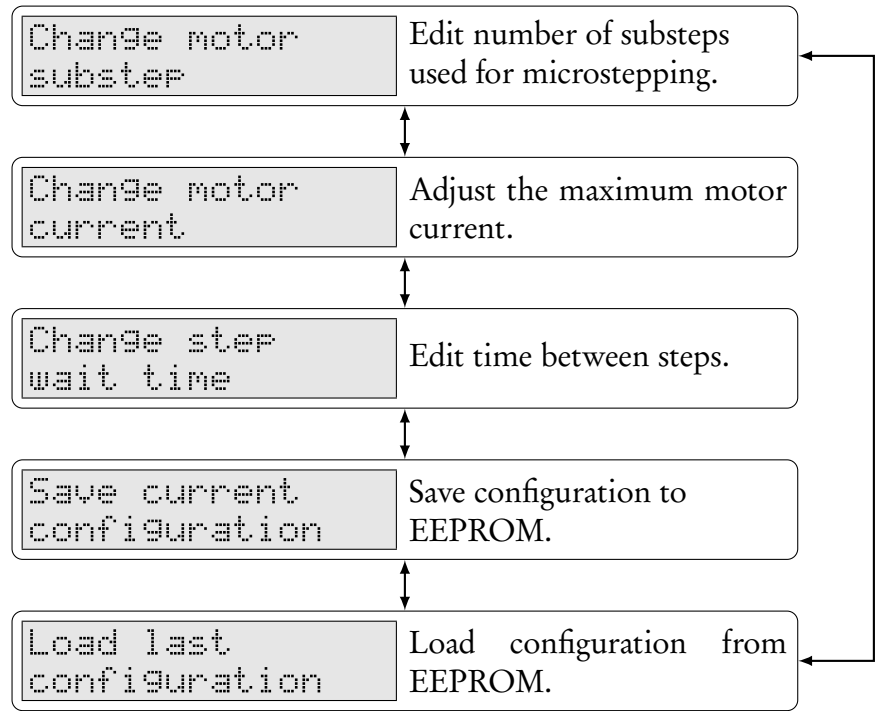 Change motor
substep
Edit number of substeps
used for microstepping.
Change motor
current
Adjust the maximum motor
current.
Change step
wait time
Edit time between steps.
Save current
configuration
Save configuration to
EEPROM.
Load last
configuration
Load configuration from
EEPROM.